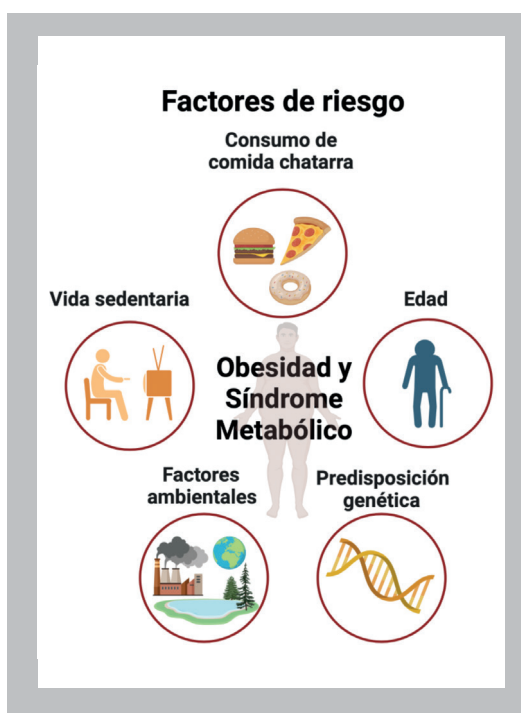 Factores de riesgo
Consumo de
comida chatarra
Vida sedentaria
Edad
Obesidad y
Síndrome
Metabólico
Factores
ambientales
Predisposición
genética